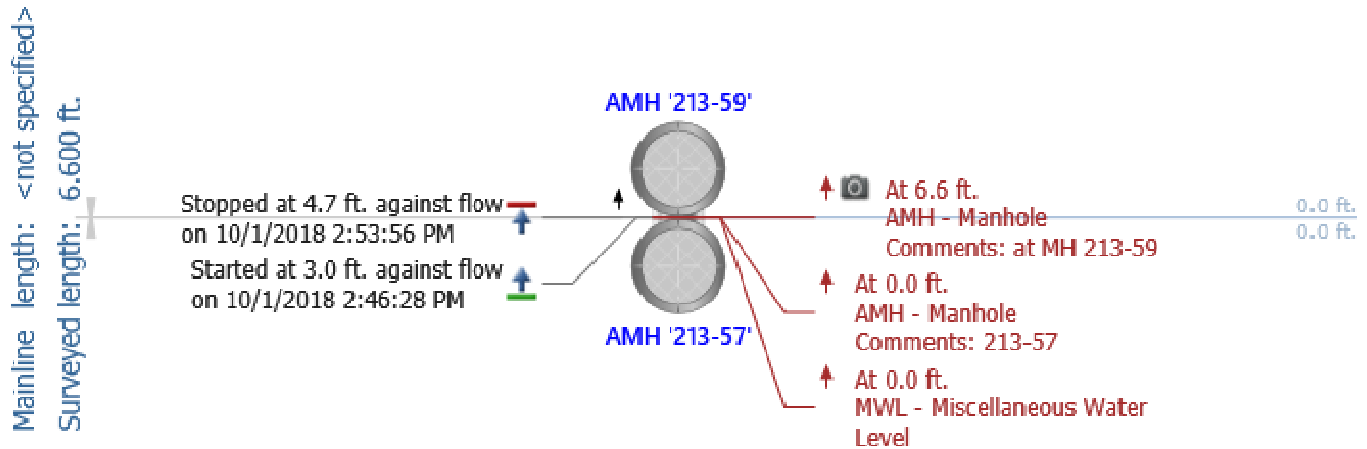 Mainline length: <not specified>
Surveyed length: 6.600 ft.
AMH '213-59'
Stopped at 4.7 ft. against flow
on 10/1/2018 2:53:56 PM
Started at 3.0 ft. against flow
on 10/1/2018 2:46:28 PM
AMH '213-57'
At 6.6 ft.
AMH - Manhole
Comments: at MH 213-59
At 0.0 ft.
AMH - Manhole
Comments: 213-57
At 0.0 ft.
MWL - Miscellaneous Water
Level
0.0 ft.
0.0 ft.